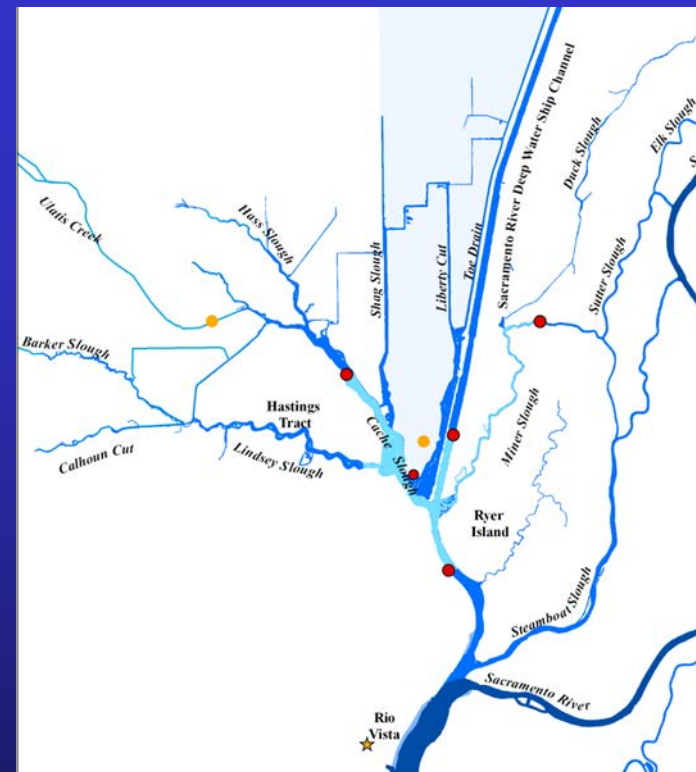 Sacramento River Deep Water Ship Channel
Duck Slough
Elk Slough
S
Ulatis Creek
Hass Slough
Shag Slough
Liberty Cut
Toe Drain
Sutter Slough
Barker Slough
Hastings
Tract
Cache Slough
Miner Slough
Calhoun Cut
Lindsey Slough
Ryer
Island
Steamboat Slough
Sacramento River
Rio
Vista